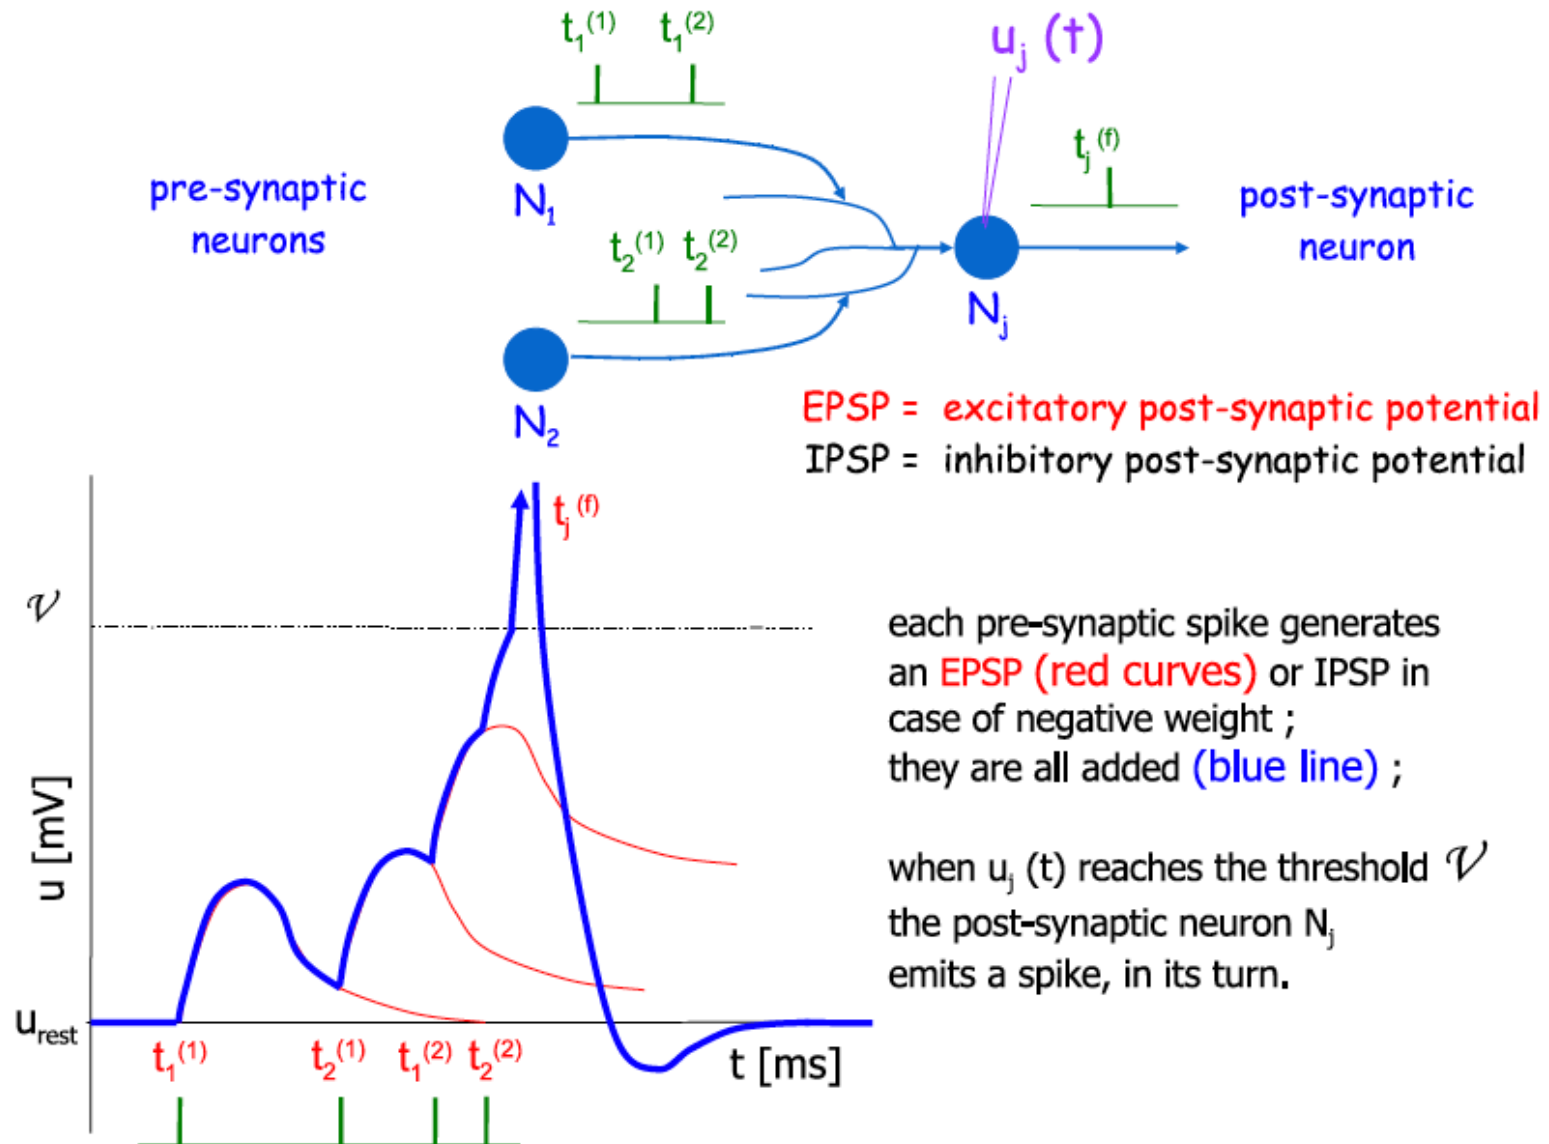 t₁⁽¹⁾ t₁⁽²⁾
uⱼ (t)
tⱼ⁽ᶠ⁾
pre-synaptic
neurons
N₁
post-synaptic
neuron
t₂⁽¹⁾ t₂⁽²⁾
Nⱼ
N₂
EPSP = excitatory post-synaptic potential
IPSP = inhibitory post-synaptic potential
tⱼ⁽ᶠ⁾
𝒱
u [mV]
u_rest
t₁⁽¹⁾ t₂⁽¹⁾ t₁⁽²⁾ t₂⁽²⁾
t [ms]
each pre-synaptic spike generates
an EPSP (red curves) or IPSP in
case of negative weight ;
they are all added (blue line) ;
when uⱼ (t) reaches the threshold 𝒱
the post-synaptic neuron Nⱼ
emits a spike, in its turn.